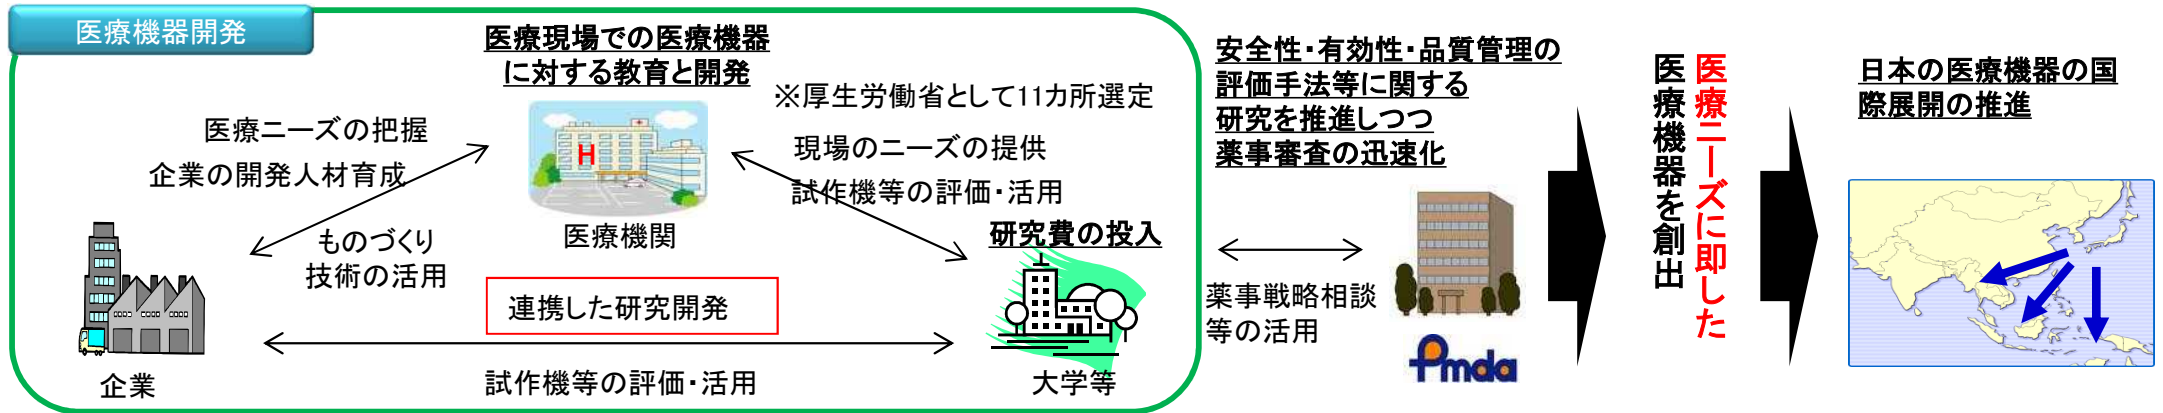 医療機器開発
医療現場での医療機器
に対する教育と開発
※厚生労働省として11カ所選定
医療ニーズの把握
企業の開発人材育成
H
現場のニーズの提供
試作機等の評価・活用
医療機関
ものづくり
技術の活用
研究費の投入
連携した研究開発
企業
試作機等の評価・活用
大学等
安全性・有効性・品質管理の
評価手法等に関する
研究を推進しつつ
薬事審査の迅速化
薬事戦略相談
等の活用
Pmda
医療ニーズに即した
医療機器を創出
日本の医療機器の国
際展開の推進